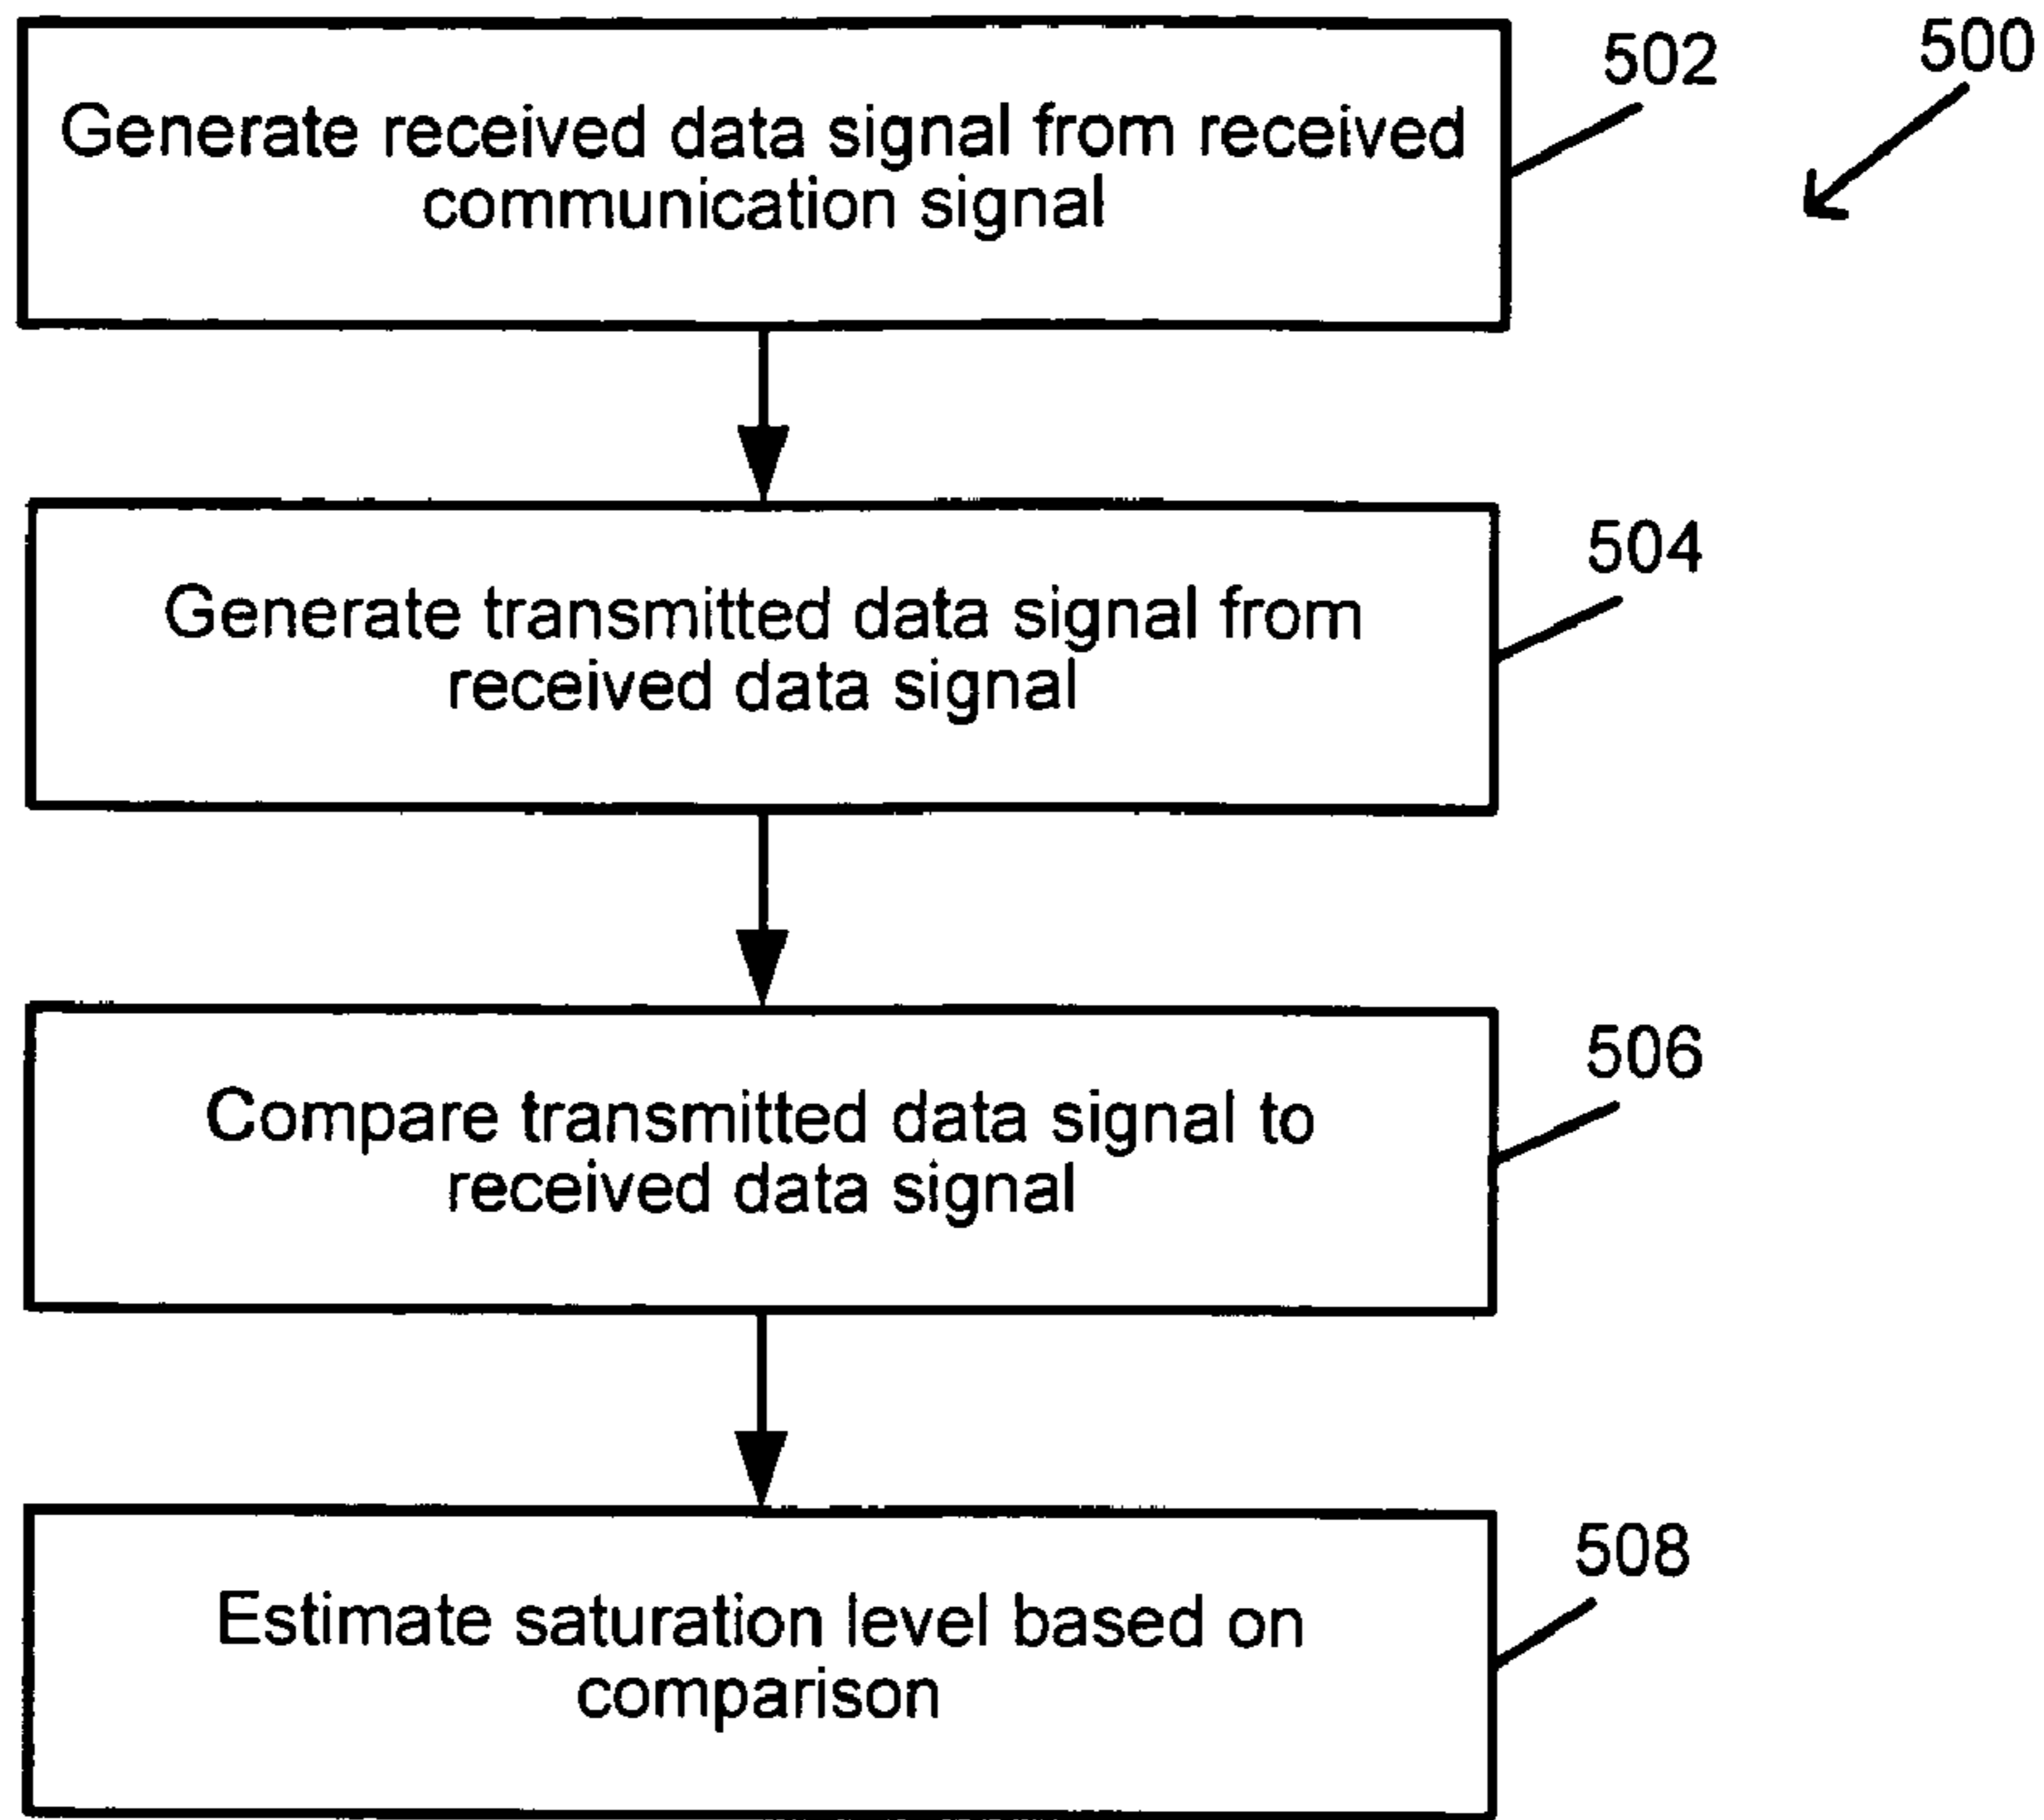 500
502
Generate received data signal from received
communication signal
504
Generate transmitted data signal from
received data signal
506
Compare transmitted data signal to
received data signal
508
Estimate saturation level based on
comparison